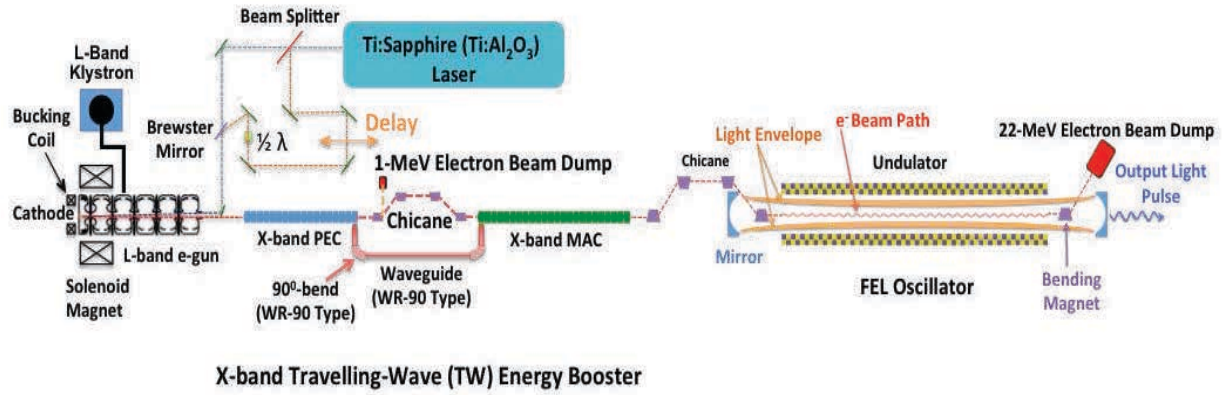 Beam Splitter
L-Band
Klystron
Ti:Sapphire (Ti:Al₂O₃)
Laser
Bucking
Coil
Brewster
Mirror
½ λ
Delay
1-MeV Electron Beam Dump
Cathode
Chicane
X-band PEC
X-band MAC
L-band e-gun
Solenoid
Magnet
90⁰-bend
(WR-90 Type)
Waveguide
(WR-90 Type)
Chicane
Light Envelope
e⁻ Beam Path
Undulator
22-MeV Electron Beam Dump
Output Light
Pulse
Mirror
FEL Oscillator
Bending
Magnet
X-band Travelling-Wave (TW) Energy Booster